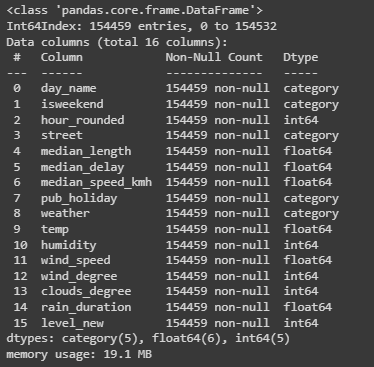 <class 'pandas.core.frame.DataFrame'>
Int64Index: 154459 entries, 0 to 154532
Data columns (total 16 columns):
 #   Column            Non-Null Count   Dtype
---  ------            --------------   -----
 0   day_name          154459 non-null  category
 1   isweekend         154459 non-null  category
 2   hour_rounded      154459 non-null  int64
 3   street            154459 non-null  category
 4   median_length     154459 non-null  float64
 5   median_delay      154459 non-null  float64
 6   median_speed_kmh  154459 non-null  float64
 7   pub_holiday       154459 non-null  category
 8   weather           154459 non-null  category
 9   temp              154459 non-null  float64
 10  humidity          154459 non-null  int64
 11  wind_speed        154459 non-null  float64
 12  wind_degree       154459 non-null  int64
 13  clouds_degree     154459 non-null  int64
 14  rain_duration     154459 non-null  float64
 15  level_new         154459 non-null  int64
dtypes: category(5), float64(6), int64(5)
memory usage: 19.1 MB